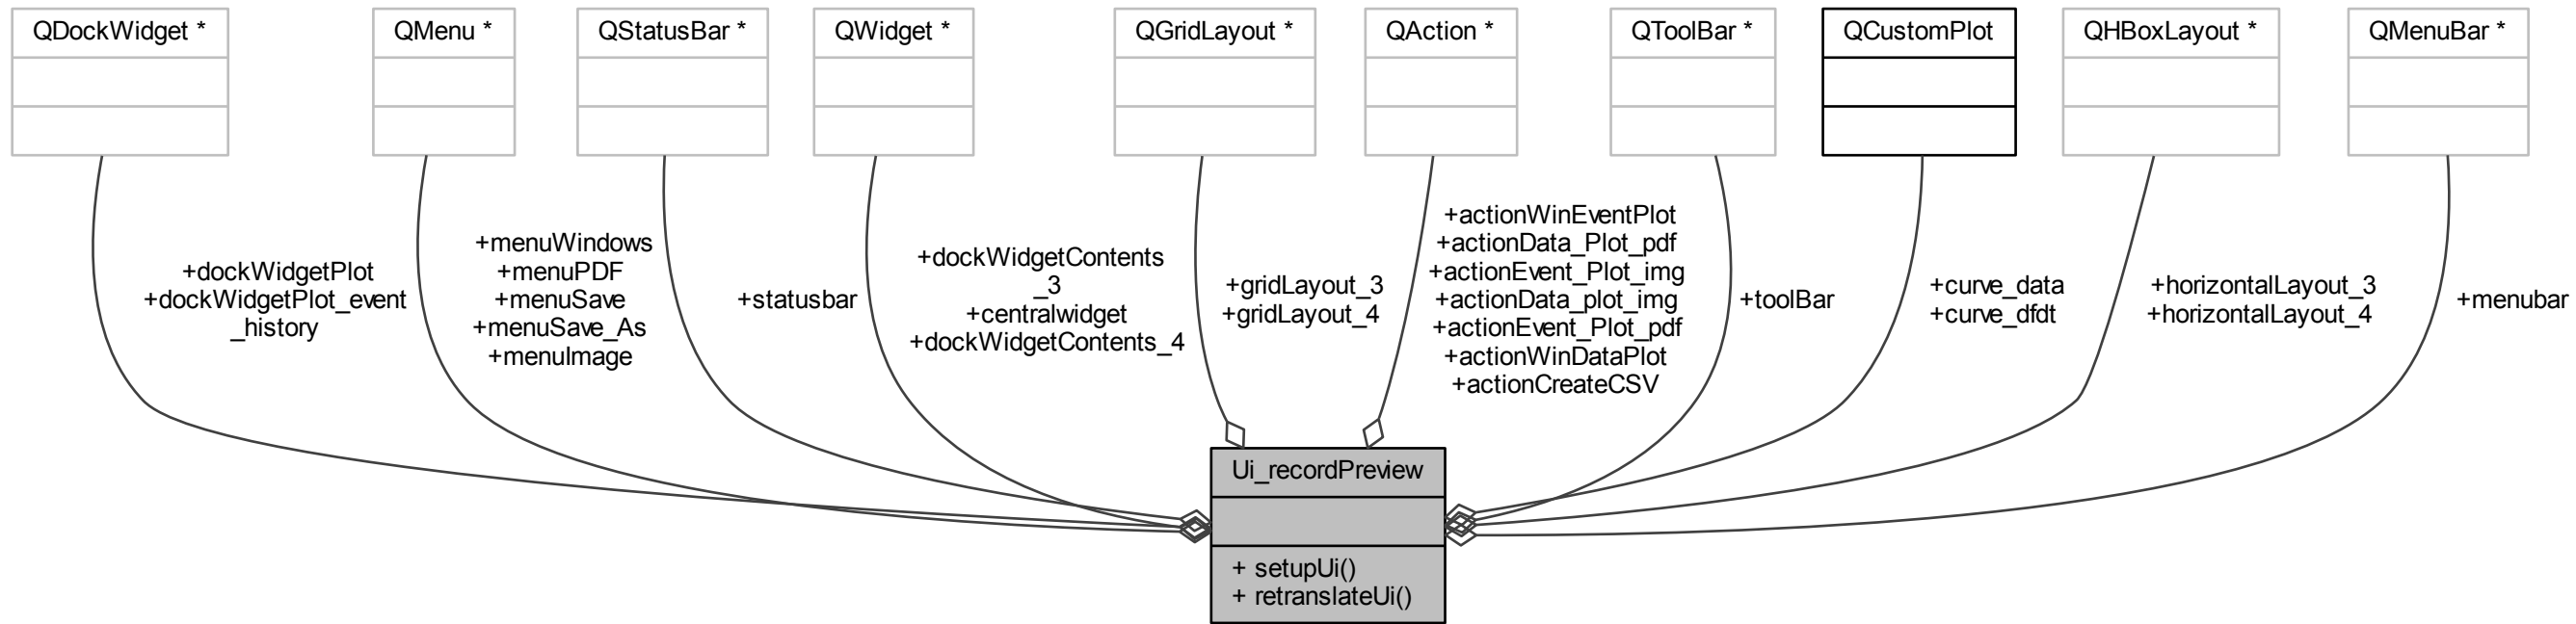 QDockWidget *
QMenu *
QStatusBar *
QWidget *
QGridLayout *
QAction *
QToolBar *
QCustomPlot
QHBoxLayout *
QMenuBar *
+dockWidgetPlot
+dockWidgetPlot_event
_history
+menuWindows
+menuPDF
+menuSave
+menuSave_As
+menuImage
+statusbar
+dockWidgetContents
_3
+centralwidget
+dockWidgetContents_4
+gridLayout_3
+gridLayout_4
+actionWinEventPlot
+actionData_Plot_pdf
+actionEvent_Plot_img
+actionData_plot_img
+actionEvent_Plot_pdf
+actionWinDataPlot
+actionCreateCSV
+toolBar
+curve_data
+curve_dfdt
+horizontalLayout_3
+horizontalLayout_4
+menubar
Ui_recordPreview
+ setupUi()
+ retranslateUi()